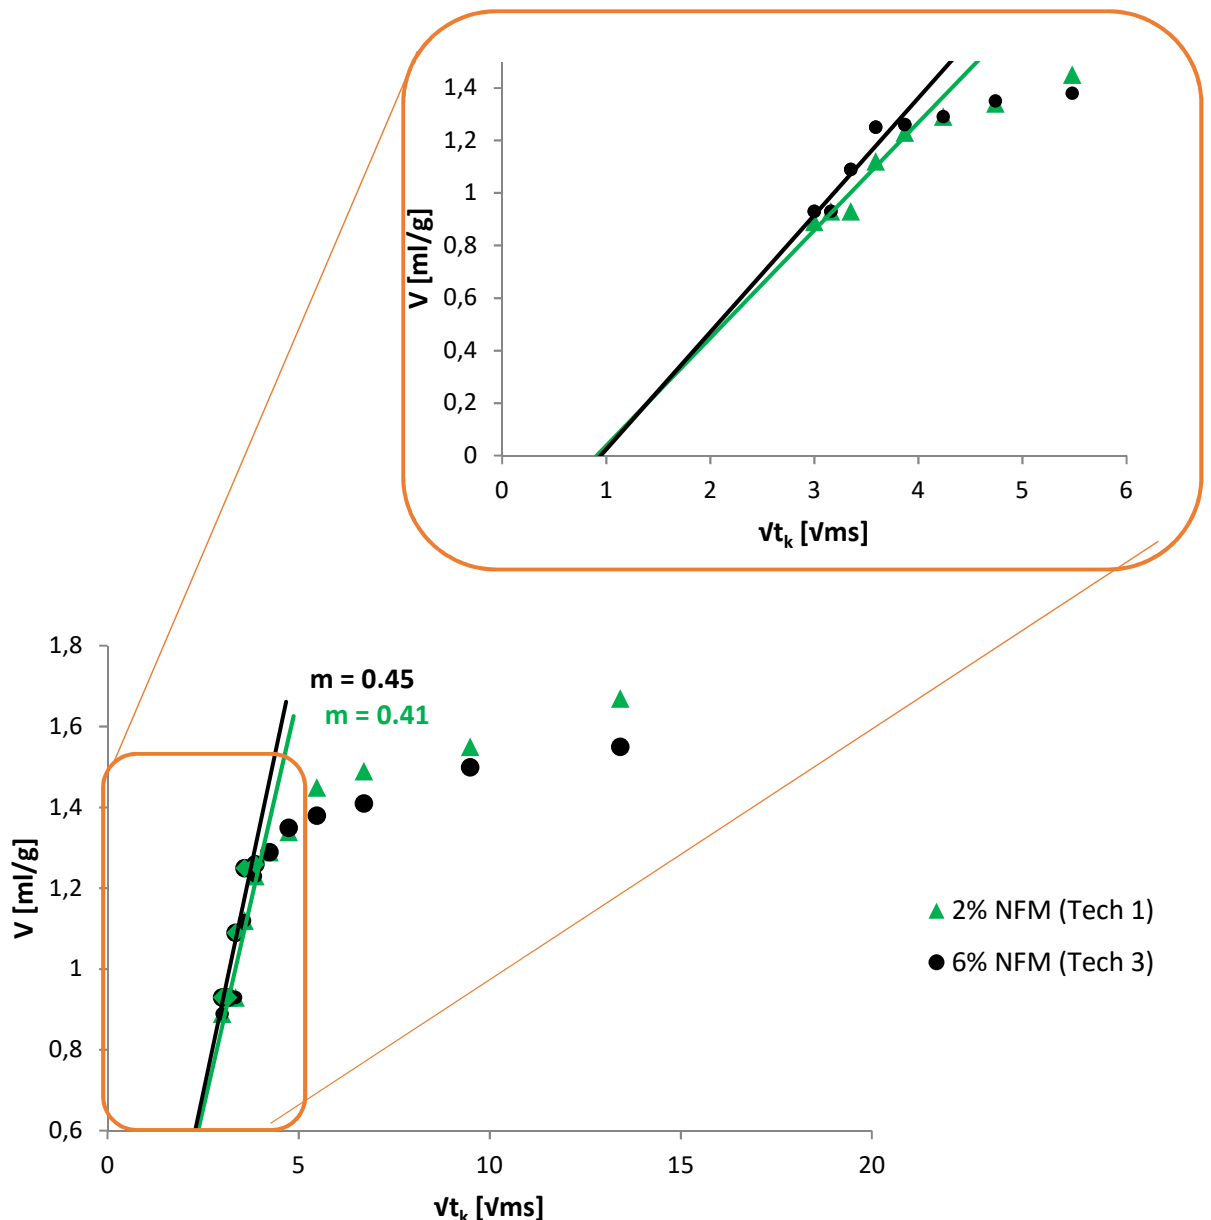 1,4
1,2
1
0,8
0,6
0,4
0,2
0
V [ml/g]
0 1 2 3 4 5 6
√tk [√ms]
1,8
1,6
1,4
1,2
1
0,8
0,6
V [ml/g]
m = 0.45
m = 0.41
2% NFM (Tech 1)
6% NFM (Tech 3)
0 5 10 15 20
√tk [√ms]